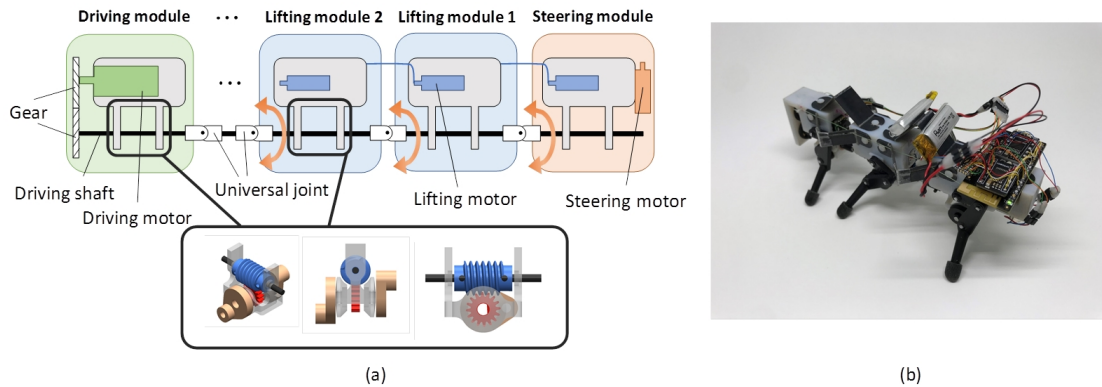 Driving module
• • •
Lifting module 2
Lifting module 1
Steering module
• • •
Gear
Driving shaft
Driving motor
Universal joint
Lifting motor
Steering motor
(a)
(b)